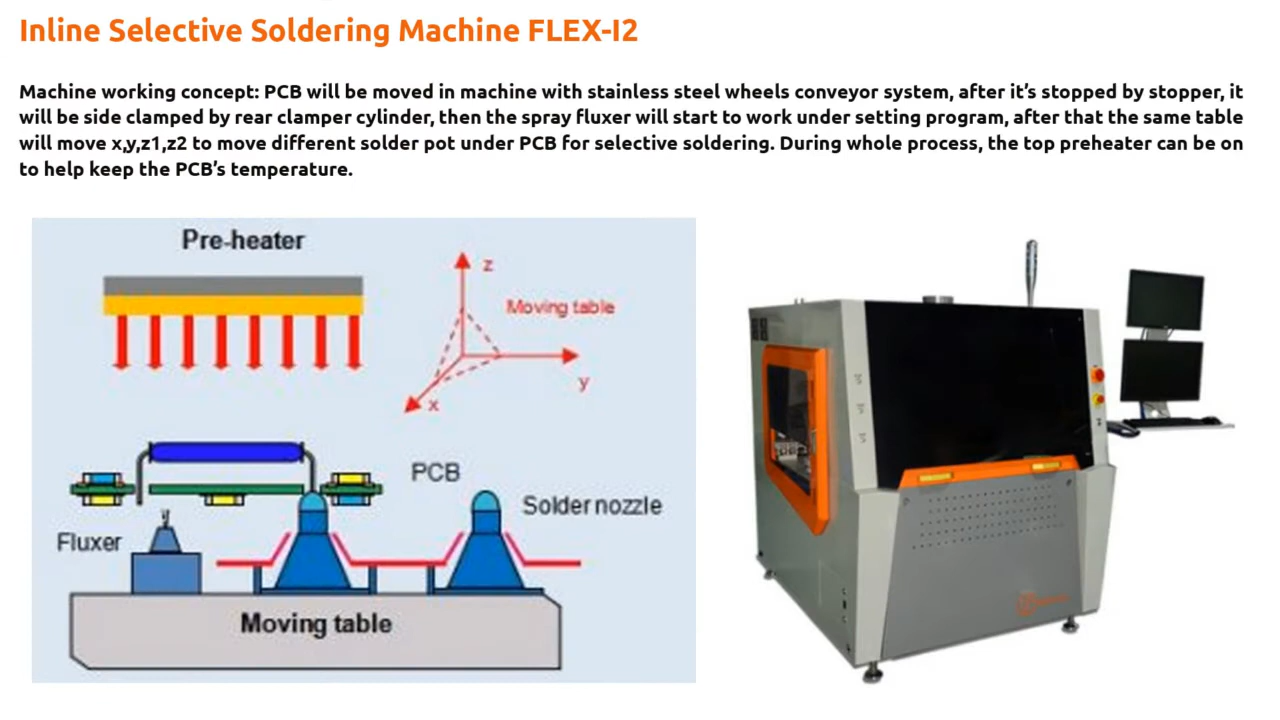 Inline Selective Soldering Machine FLEX-I2
Machine working concept: PCB will be moved in machine with stainless steel wheels conveyor system, after it's stopped by stopper, it
will be side clamped by rear clamper cylinder, then the spray fluxer will start to work under setting program, after that the same table
will move x,y,z1,z2 to move different solder pot under PCB for selective soldering. During whole process, the top preheater can be on
to help keep the PCB's temperature.
Pre-heater
z
Moving table
y
x
PCB
Solder nozzle
Fluxer
Moving table